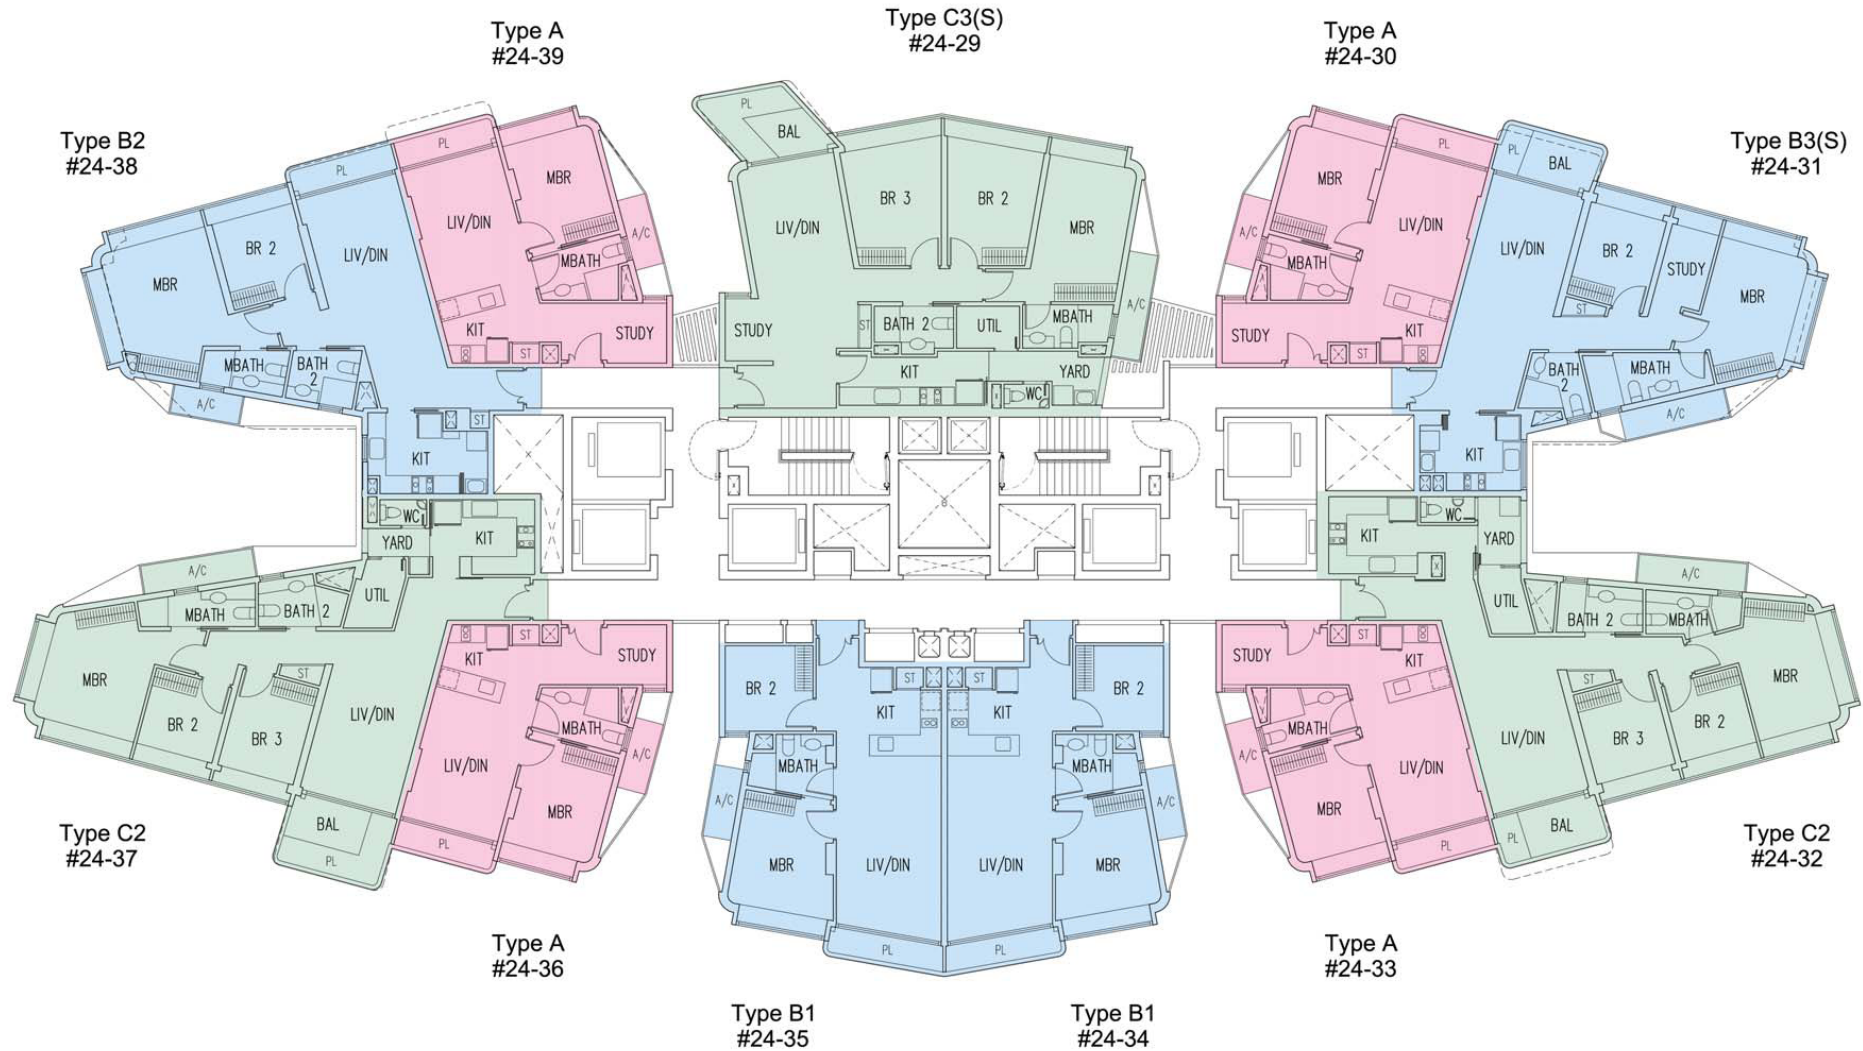 Type C3(S)
#24-29
Type A
#24-39
Type A
#24-30
Type B2
#24-38
Type B3(S)
#24-31
PL
LIV/DIN
MBR
A/C
MBATH
KIT
ST
STUDY
PL
LIV/DIN
BR 2
MBR
MBATH
BATH
2
A/C
ST
KIT
PL
BAL
LIV/DIN
BR 3
BR 2
MBR
A/C
STUDY
ST
BATH 2
UTIL
MBATH
KIT
YARD
WC
PL
MBR
LIV/DIN
A/C
MBATH
STUDY
ST
KIT
PL
BAL
LIV/DIN
BR 2
STUDY
MBR
ST
BATH
2
MBATH
A/C
KIT
WC
KIT
YARD
UTIL
A/C
MBATH
BATH 2
MBR
ST
BR 2
BR 3
LIV/DIN
BAL
PL
KIT
ST
STUDY
MBATH
A/C
LIV/DIN
MBR
PL
BR 2
ST
KIT
MBATH
A/C
MBR
LIV/DIN
PL
ST
KIT
BR 2
MBATH
A/C
LIV/DIN
MBR
PL
STUDY
ST
KIT
MBATH
A/C
LIV/DIN
MBR
PL
KIT
WC
YARD
UTIL
A/C
BATH 2
MBATH
MBR
ST
BR 2
BR 3
LIV/DIN
PL
BAL
Type C2
#24-37
Type C2
#24-32
Type A
#24-36
Type A
#24-33
Type B1
#24-35
Type B1
#24-34